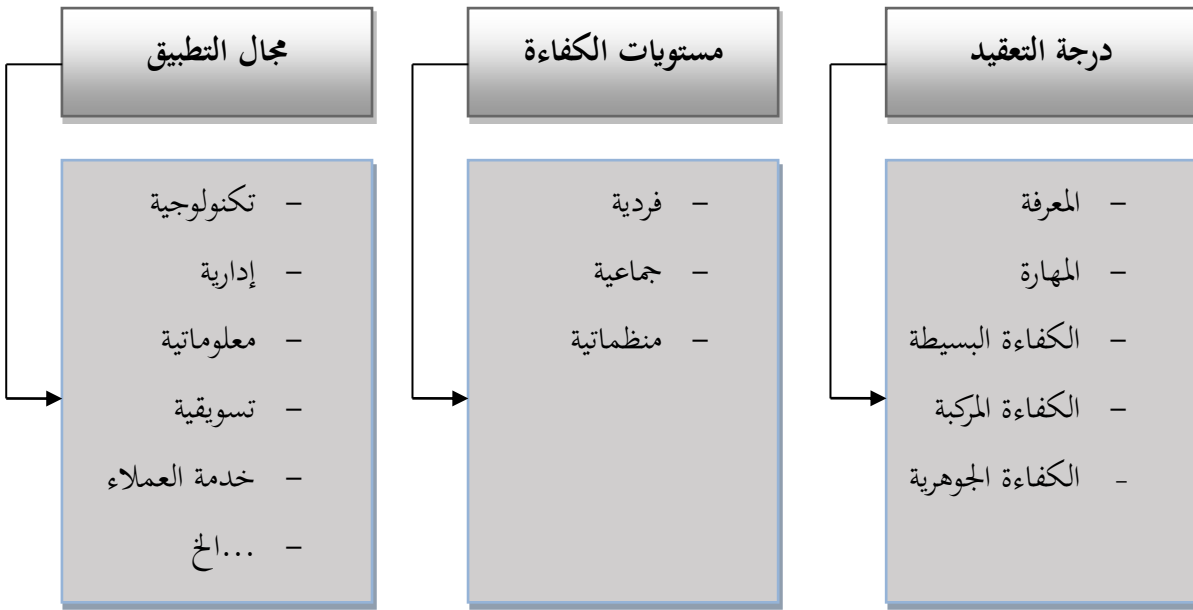 درجة التعقيد
– المعرفة
– المهارة
– الكفاءة البسيطة
– الكفاءة المركبة
- الكفاءة الجوهرية
مستويات الكفاءة
– فردية
– جماعية
– منظماتية
مجال التطبيق
– تكنولوجية
– إدارية
– معلوماتية
– تسويقية
– خدمة العملاء
– ...الخ